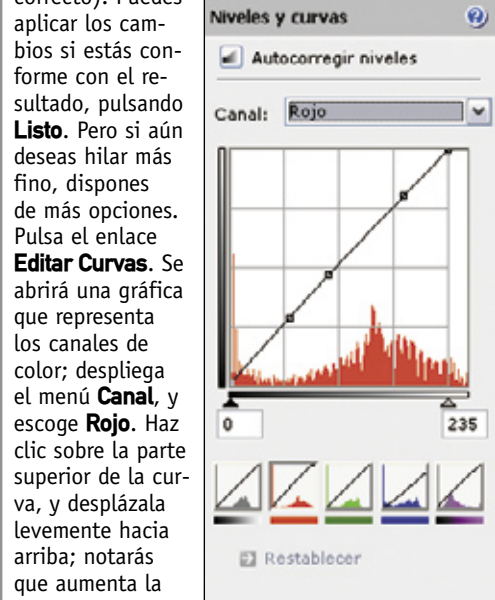 correcto). Puedes
aplicar los cam-
bios si estás con-
forme con el re-
sultado, pulsando
Listo. Pero si aún
deseas hilar más
fino, dispones
de más opciones.
Pulsa el enlace
Editar Curvas. Se
abrirá una gráfica
que representa
los canales de
color; despliega
el menú Canal, y
escoge Rojo. Haz
clic sobre la parte
superior de la cur-
va, y desplázala
levemente hacia
arriba; notarás
que aumenta la
Niveles y curvas
?
Autocorregir niveles
Canal: Rojo
0 235
Restablecer